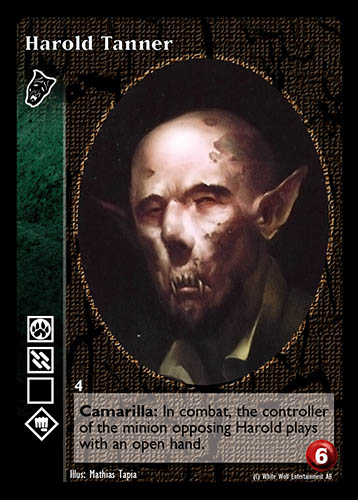 Harold Tanner
4
Camarilla: In combat, the controller
of the minion opposing Harold plays
with an open hand.
6
Illus: Mathias Tapia
(C) White Wolf Entertainment AB